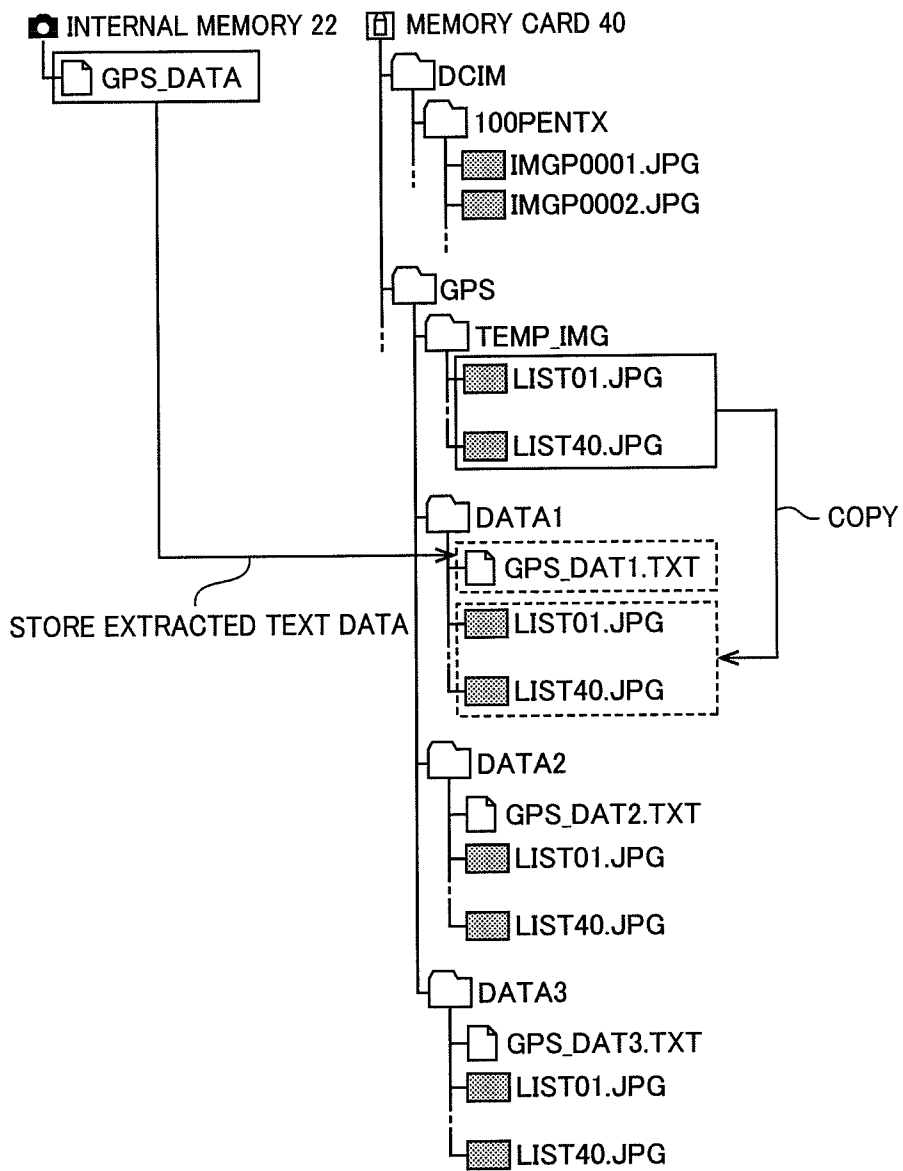 INTERNAL MEMORY 22
MEMORY CARD 40
GPS_DATA
DCIM
100PENTX
IMGP0001.JPG
IMGP0002.JPG
GPS
TEMP_IMG
LIST01.JPG
LIST40.JPG
DATA1
COPY
GPS_DAT1.TXT
STORE EXTRACTED TEXT DATA
LIST01.JPG
LIST40.JPG
DATA2
GPS_DAT2.TXT
LIST01.JPG
LIST40.JPG
DATA3
GPS_DAT3.TXT
LIST01.JPG
LIST40.JPG